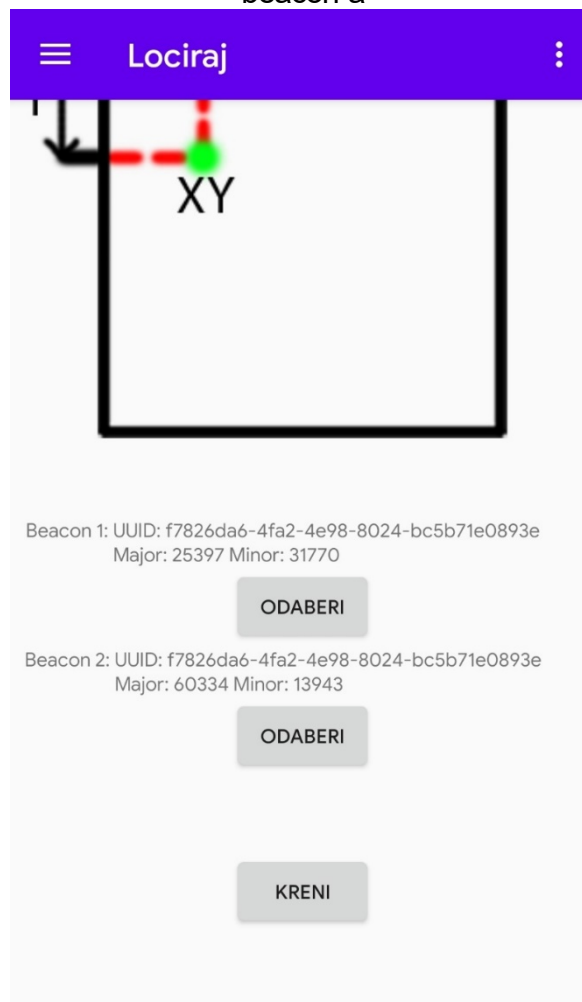 Lociraj
XY
Beacon 1: UUID: f7826da6-4fa2-4e98-8024-bc5b71e0893e
Major: 25397 Minor: 31770
ODABERI
Beacon 2: UUID: f7826da6-4fa2-4e98-8024-bc5b71e0893e
Major: 60334 Minor: 13943
ODABERI
KRENI